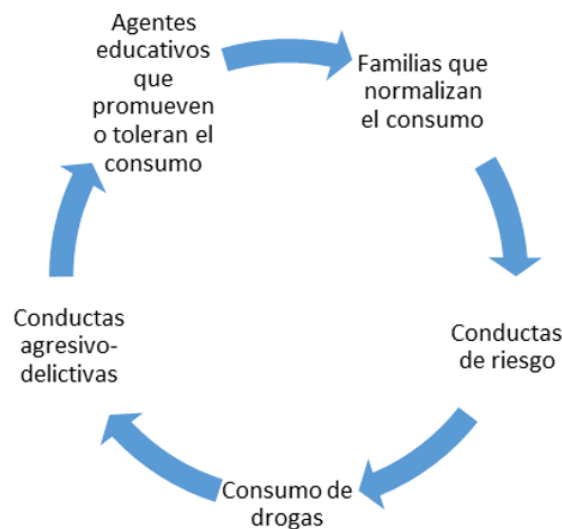 Agentes
educativos
que
promueven
o toleran el
consumo
Familias que
normalizan
el consumo
Conductas
de riesgo
Consumo de
drogas
Conductas
agresivo-
delictivas